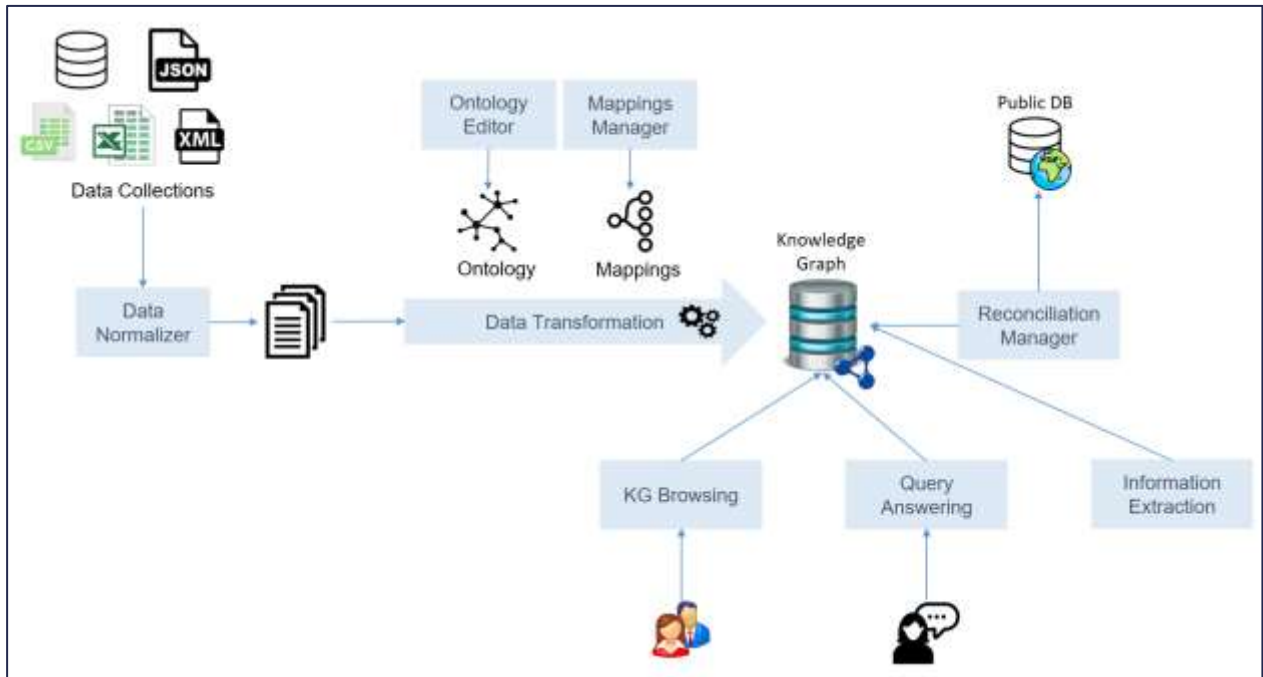 JSON
CSV
XML
Data Collections
Ontology
Editor
Mappings
Manager
Public DB
Ontology
Mappings
Knowledge
Graph
Data
Normalizer
Data Transformation
Reconciliation
Manager
KG Browsing
Query
Answering
Information
Extraction